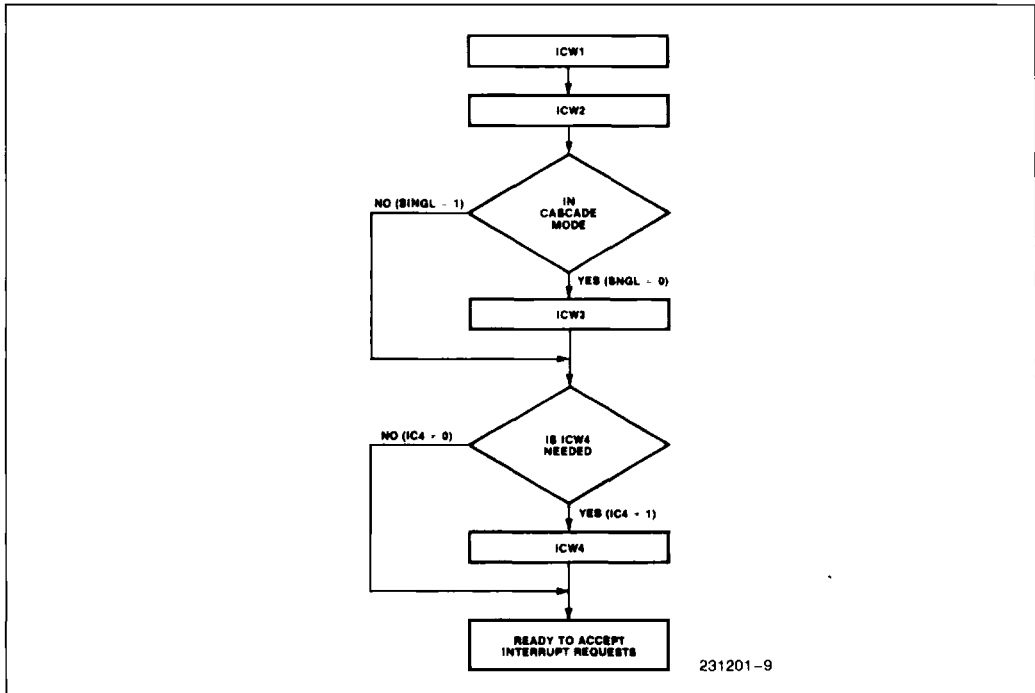 ICW1
ICW2
IN
CASCADE
MODE
NO (SINGL = 1)
YES (SNGL = 0)
ICW3
IS ICW4
NEEDED
NO (IC4 = 0)
YES (IC4 = 1)
ICW4
READY TO ACCEPT
INTERRUPT REQUESTS
231201-9